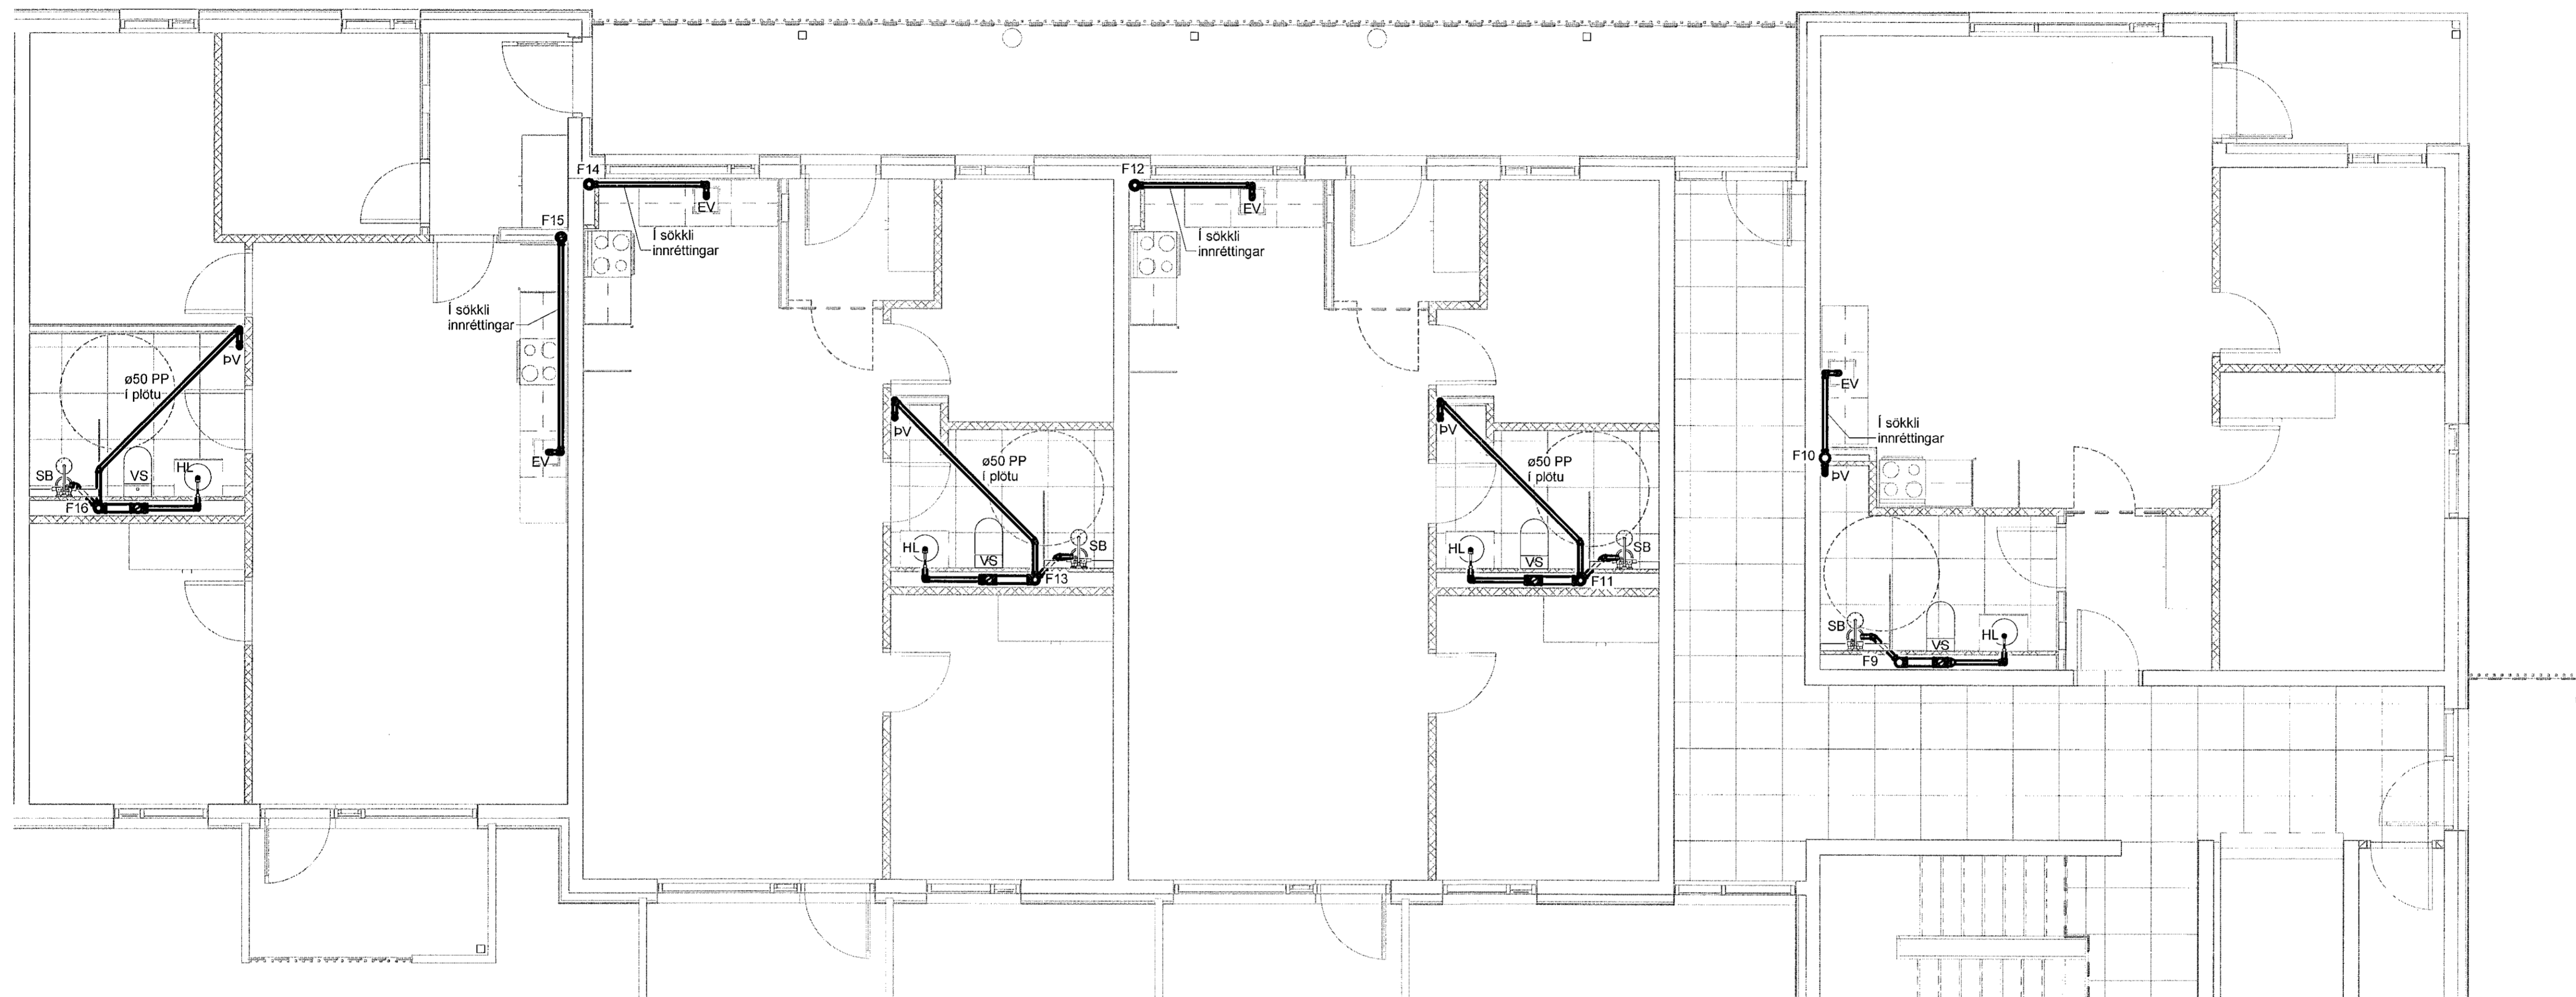 F14
EV
Í sökkli
innréttingar
F15
Í sökkli
innréttingar
EV
ÞV
ø50 PP
í plötu
SB
VS
HL
F16
ÞV
ø50 PP
í plötu
HL
VS
SB
F13
F12
EV
Í sökkli
innréttingar
ÞV
ø50 PP
í plötu
HL
VS
SB
F11
EV
Í sökkli
innréttingar
F10
ÞV
SB
VS
HL
F9